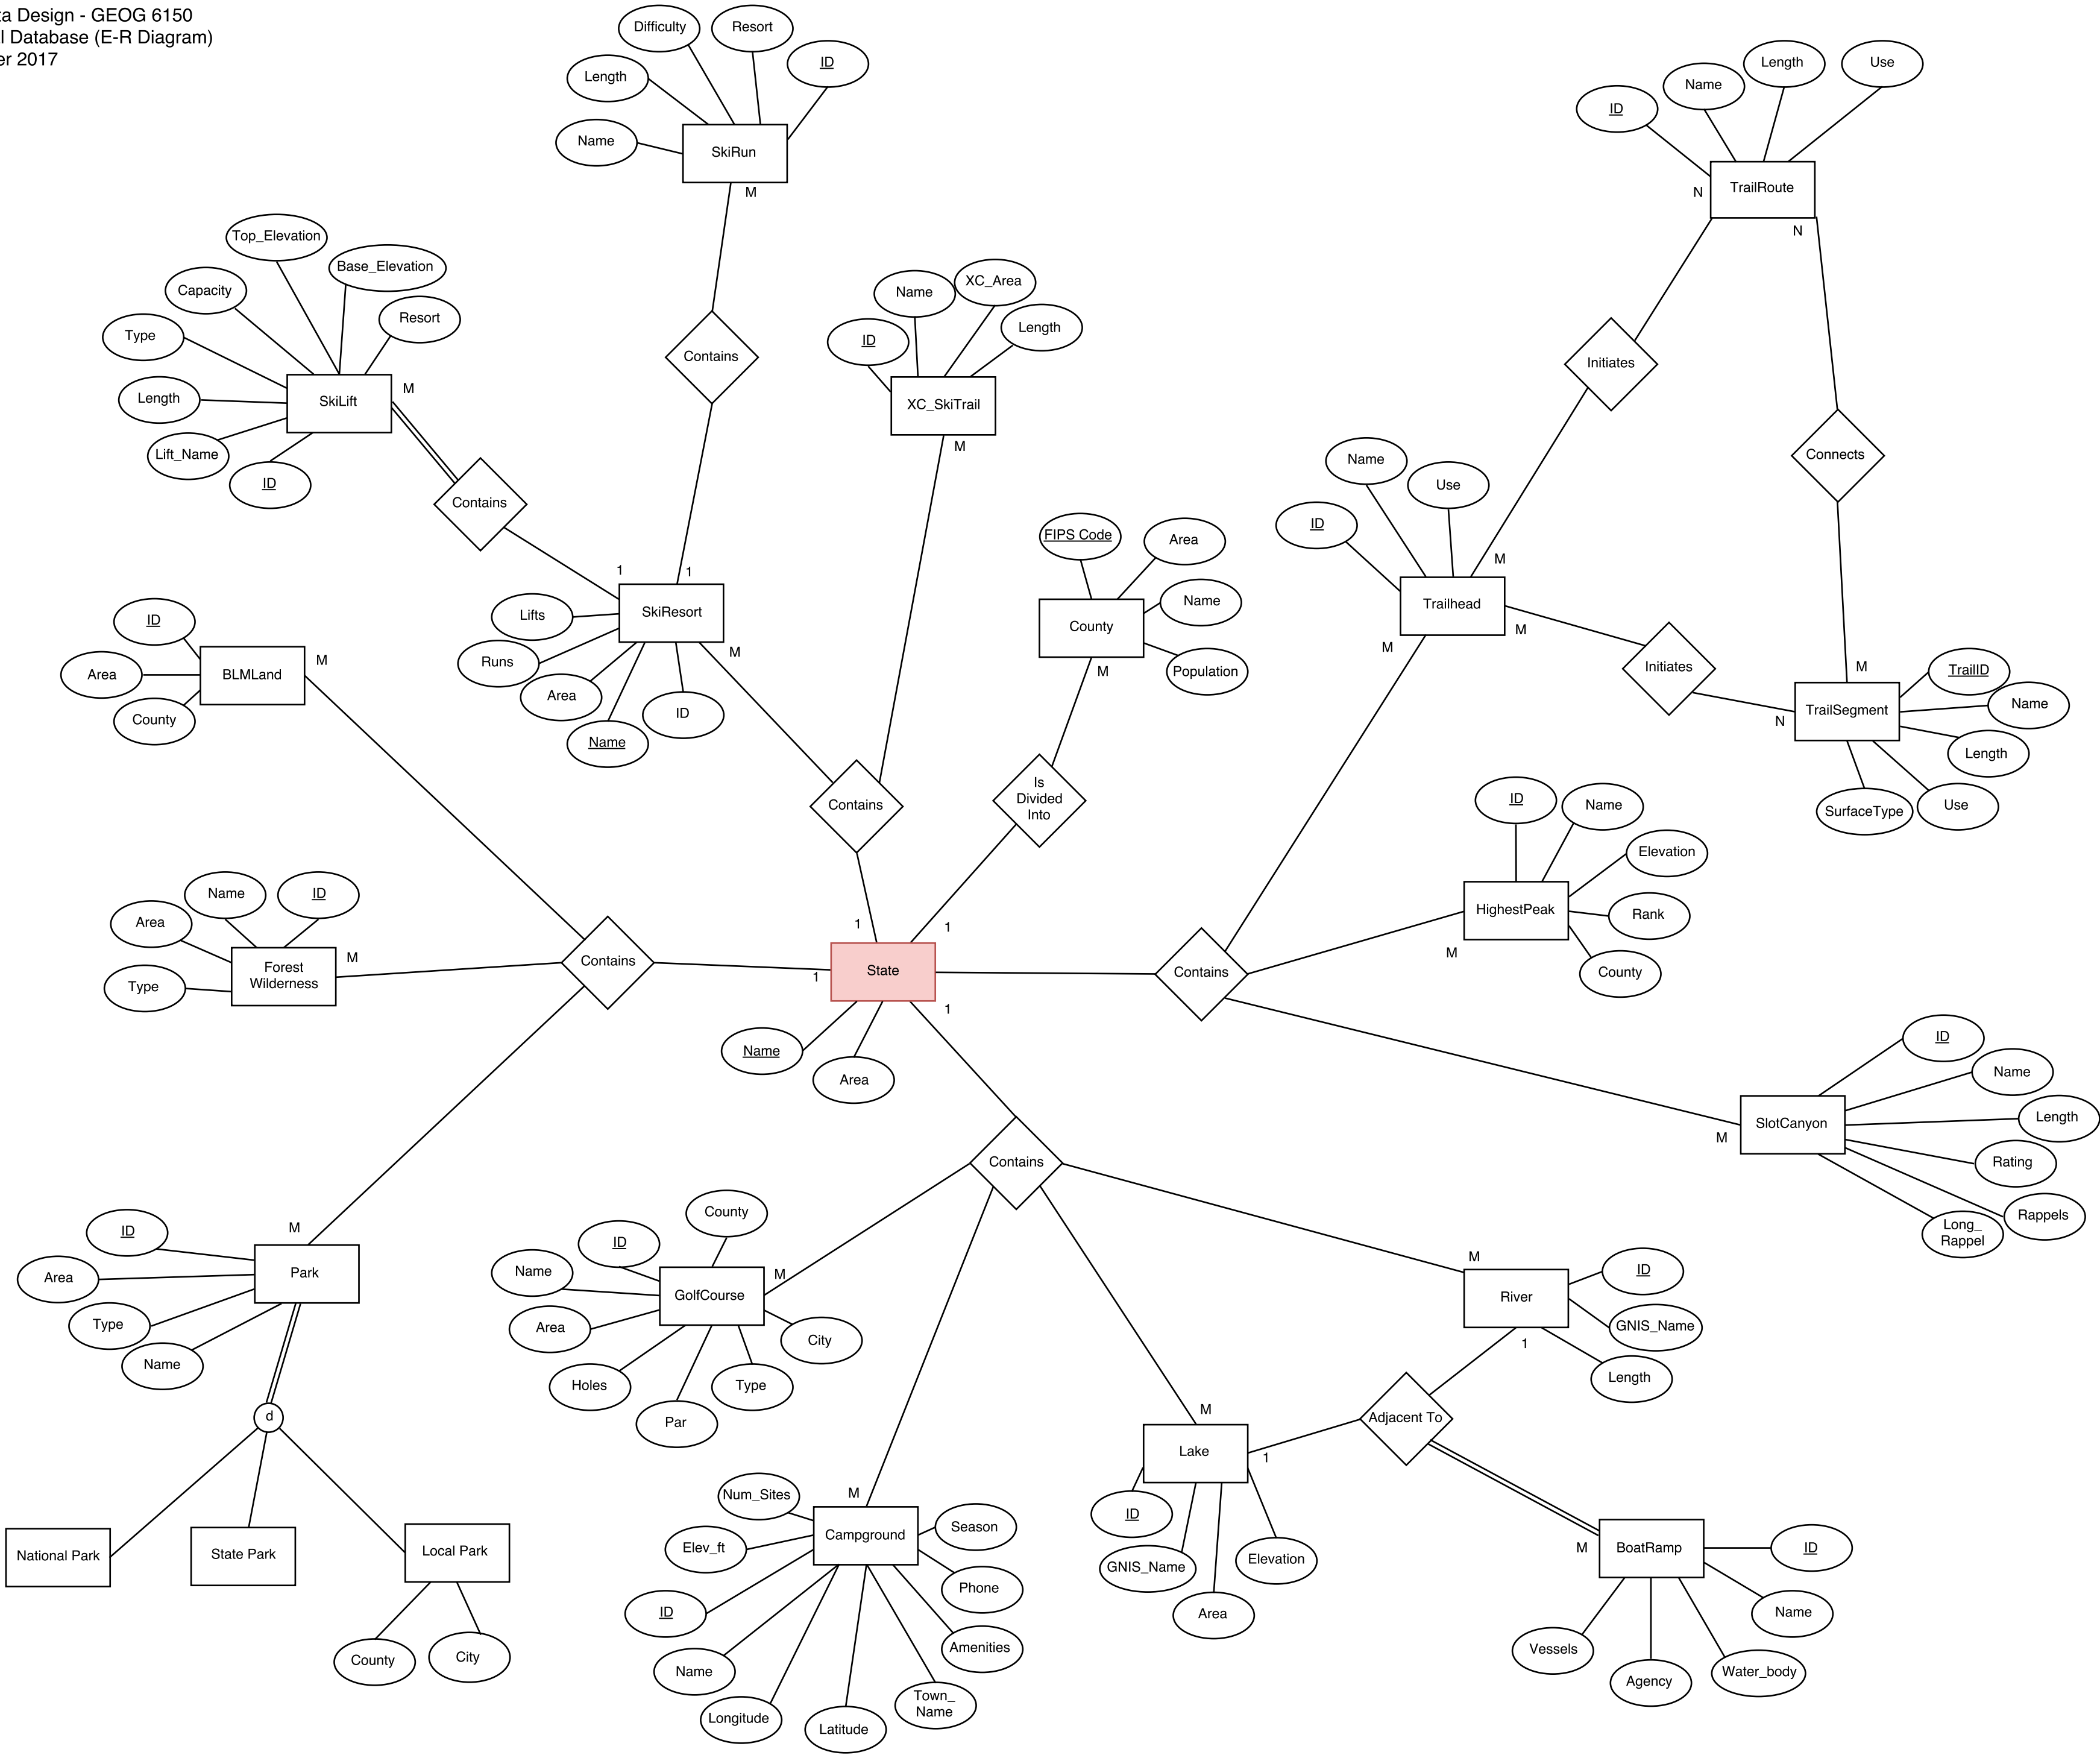 ta Design - GEOG 6150
l Database (E-R Diagram)
er 2017
Difficulty
Resort
ID
Length
Name
SkiRun
M
Contains
Length
Use
Name
ID
TrailRoute
N
N
Initiates
Connects
Top_Elevation
Base_Elevation
Capacity
Resort
Type
Length
SkiLift
M
Lift_Name
ID
Contains
XC_Area
Name
Length
ID
XC_SkiTrail
M
Name
Use
ID
Trailhead
M
M
M
Initiates
FIPS Code
Area
Name
County
Population
M
Is
Divided
Into
1
1
SkiResort
Lifts
Runs
Area
Name
ID
M
Contains
TrailID
Name
Length
Use
SurfaceType
TrailSegment
M
N
ID
Area
County
BLMLand
M
ID
Name
Elevation
Rank
County
HighestPeak
M
Name
ID
Area
Type
Forest
Wilderness
M
Contains
1
1
1
1
State
Name
Area
Contains
ID
Name
Length
Rating
Rappels
Long_
Rappel
SlotCanyon
M
Contains
M
ID
Area
Type
Name
Park
d
National Park
State Park
Local Park
County
City
County
ID
Name
Area
Holes
Par
Type
City
GolfCourse
M
M
River
ID
GNIS_Name
Length
1
Adjacent To
M
Lake
1
ID
GNIS_Name
Area
Elevation
M
Num_Sites
Elev_ft
ID
Name
Longitude
Latitude
Town_
Name
Amenities
Phone
Season
Campground
M
BoatRamp
ID
Name
Water_body
Agency
Vessels